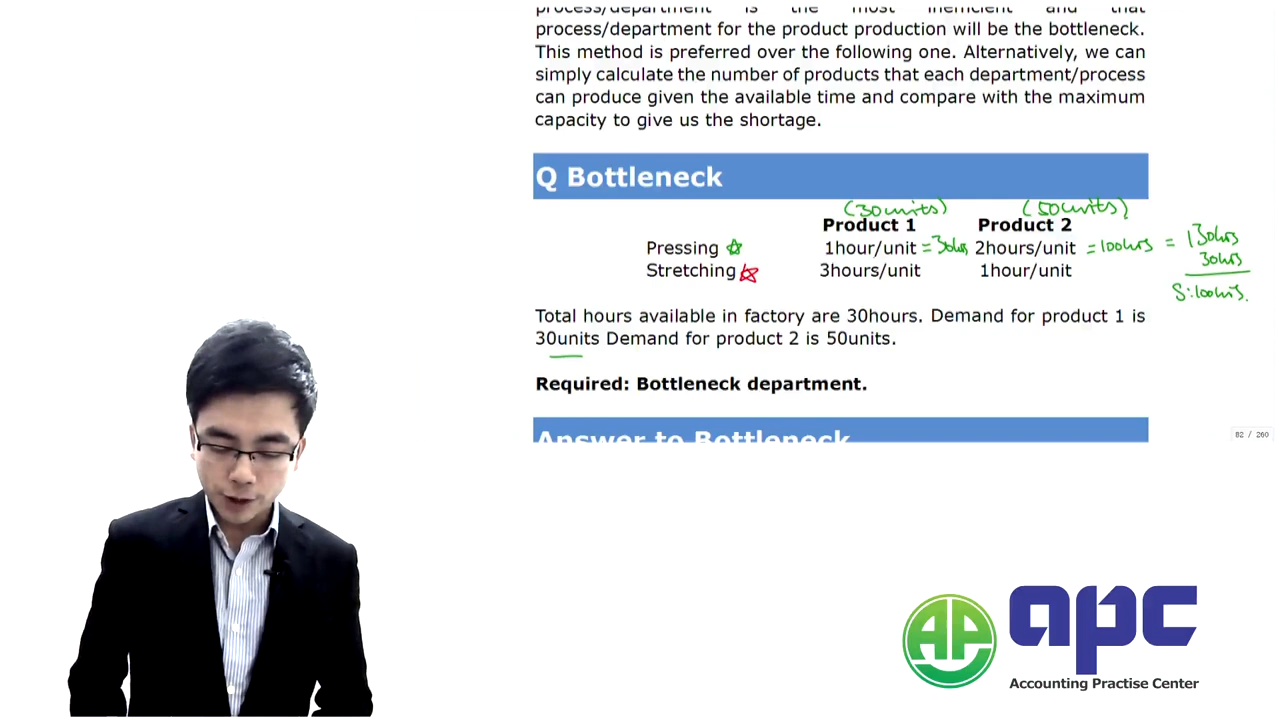 process/department is the most inefficient and that
process/department for the product production will be the bottleneck.
This method is preferred over the following one. Alternatively, we can
simply calculate the number of products that each department/process
can produce given the available time and compare with the maximum
capacity to give us the shortage.
Q Bottleneck
(30units) (50units)
Product 1 Product 2
Pressing 1hour/unit = 30hrs 2hours/unit = 100hrs = 130hrs
Stretching 3hours/unit 1hour/unit 30hrs
S:100hrs.
Total hours available in factory are 30hours. Demand for product 1 is
30units Demand for product 2 is 50units.
Required: Bottleneck department.
Answer to Bottleneck
82 / 260
AP apc
Accounting Practise Center